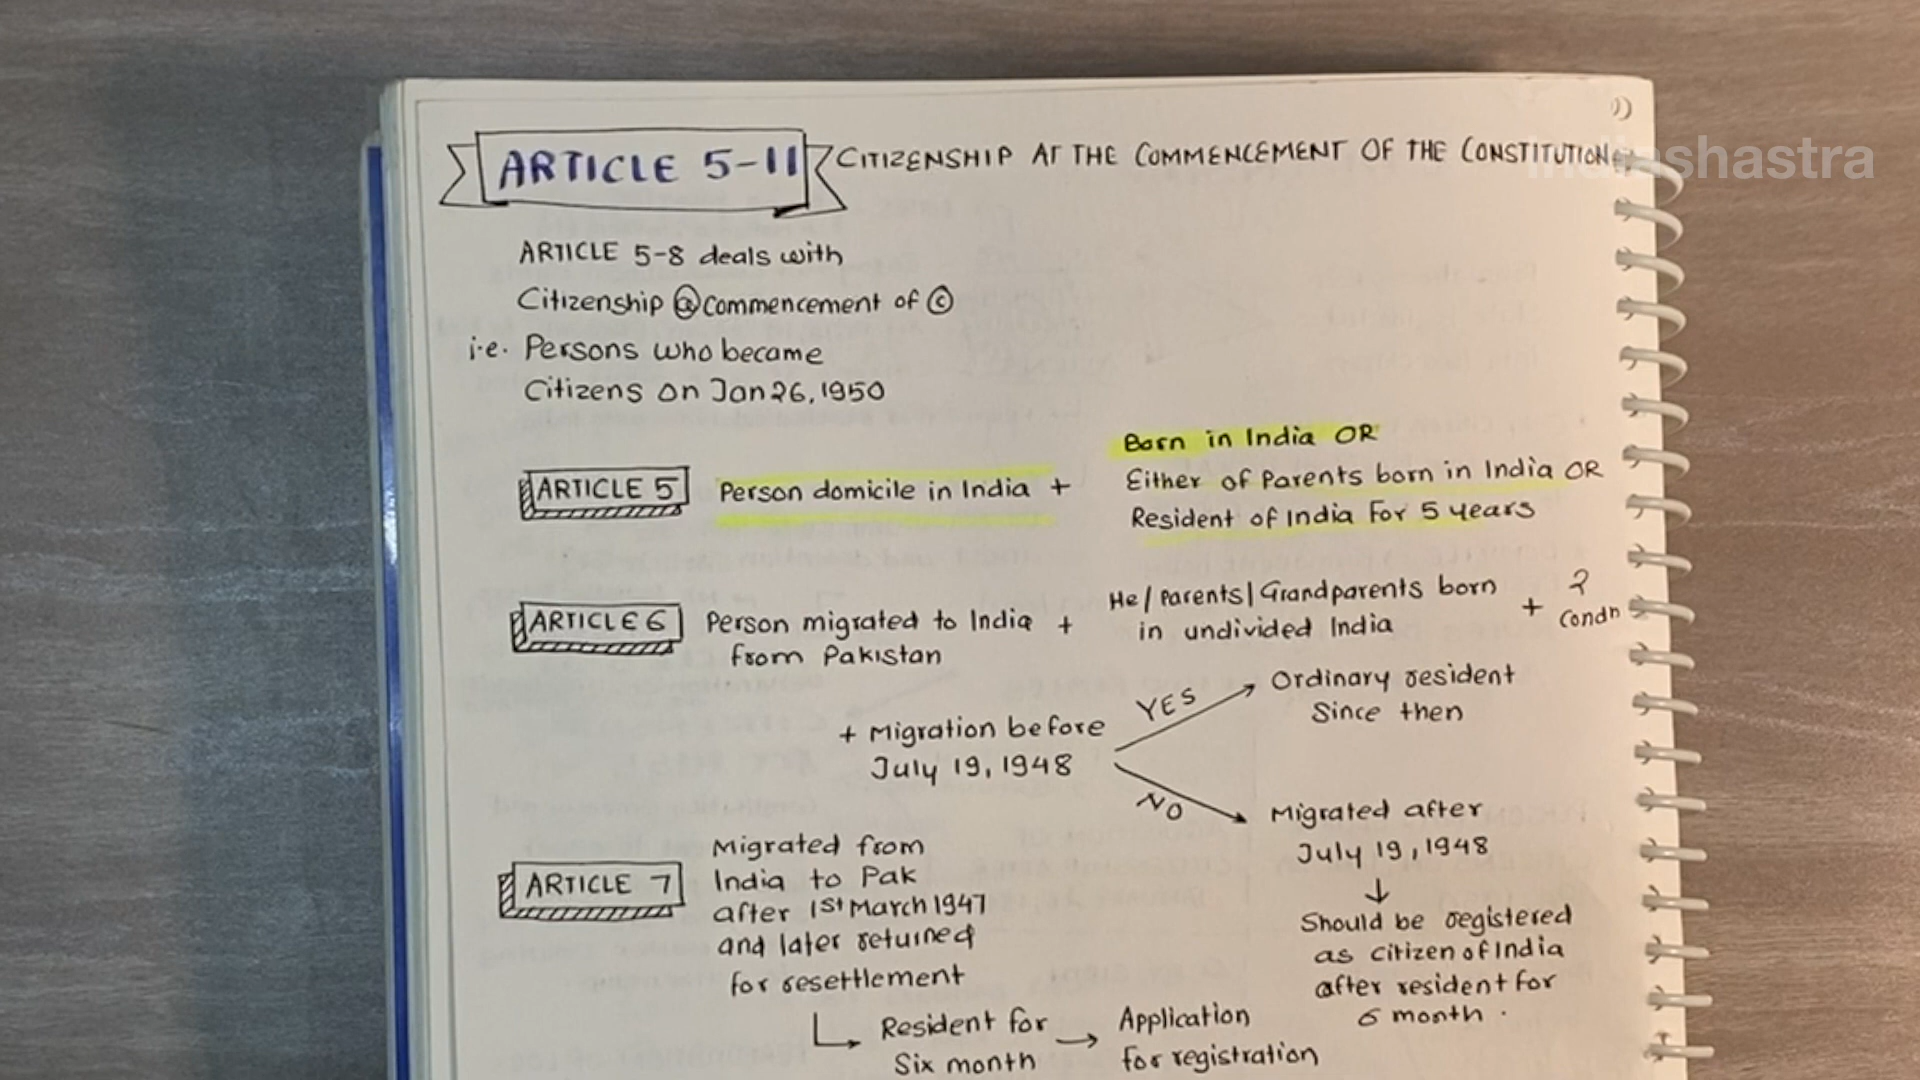 ARTICLE 5-11 CITIZENSHIP AT THE COMMENCEMENT OF THE CONSTITUTION
ARTICLE 5-8 deals with
Citizenship @ commencement of ©
i.e. Persons who became
Citizens on Jan 26, 1950
Born in India OR
ARTICLE 5 Person domicile in India + Either of Parents born in India OR
Resident of India For 5 years
ARTICLE 6 Person migrated to India + He/Parents/Grandparents born + 2
from Pakistan in undivided India Condn
+ Migration before YES Ordinary resident
July 19, 1948 Since then
NO Migrated after
July 19, 1948
↓
Should be registered
as citizen of India
after resident for
6 month.
ARTICLE 7 Migrated from
India to Pak
after 1st March 1947
and later returned
for resettlement
Resident for → Application
Six month for registration